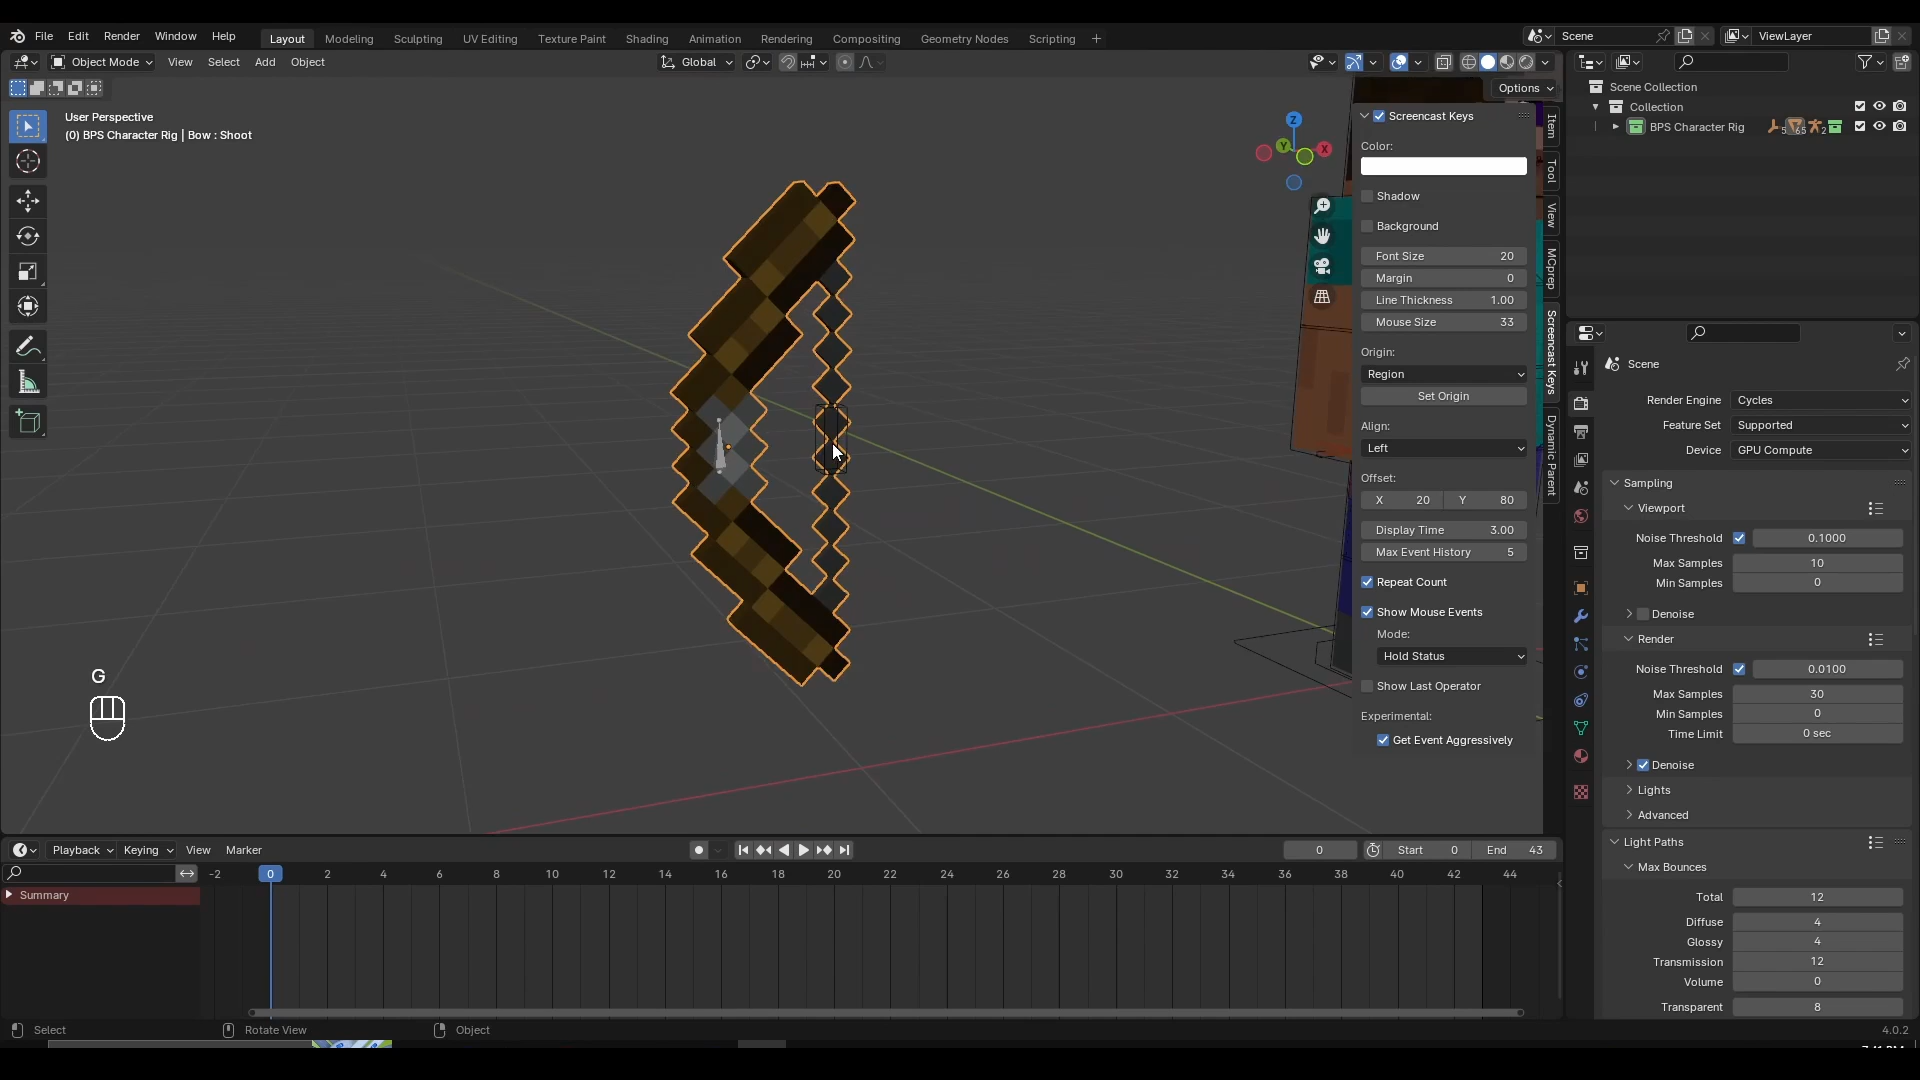 File Edit Render Window Help Layout Modeling Sculpting UV Editing Texture Paint Shading Animation Rendering Compositing Geometry Nodes Scripting + Scene ViewLayer
Object Mode View Select Add Object Global
Options
User Perspective
(0) BPS Character Rig | Bow : Shoot
Z
Y
X
Screencast Keys
Color:
Shadow
Background
Font Size 20
Margin 0
Line Thickness 1.00
Mouse Size 33
Origin:
Region
Set Origin
Align:
Left
Offset:
X 20 Y 80
Display Time 3.00
Max Event History 5
Repeat Count
Show Mouse Events
Mode:
Hold Status
Show Last Operator
Experimental:
Get Event Aggressively
Item
Tool
View
MCprep
Screencast Keys
Dynamic Parent
G
Scene Collection
Collection
BPS Character Rig 5 65 2
Scene
Render Engine Cycles
Feature Set Supported
Device GPU Compute
Sampling
Viewport
Noise Threshold 0.1000
Max Samples 10
Min Samples 0
Denoise
Render
Noise Threshold 0.0100
Max Samples 30
Min Samples 0
Time Limit 0 sec
Denoise
Lights
Advanced
Light Paths
Max Bounces
Total 12
Diffuse 4
Glossy 4
Transmission 12
Volume 0
Transparent 8
Playback Keying View Marker 0 Start 0 End 43
-2 0 2 4 6 8 10 12 14 16 18 20 22 24 26 28 30 32 34 36 38 40 42 44
Summary
Select Rotate View Object 4.0.2